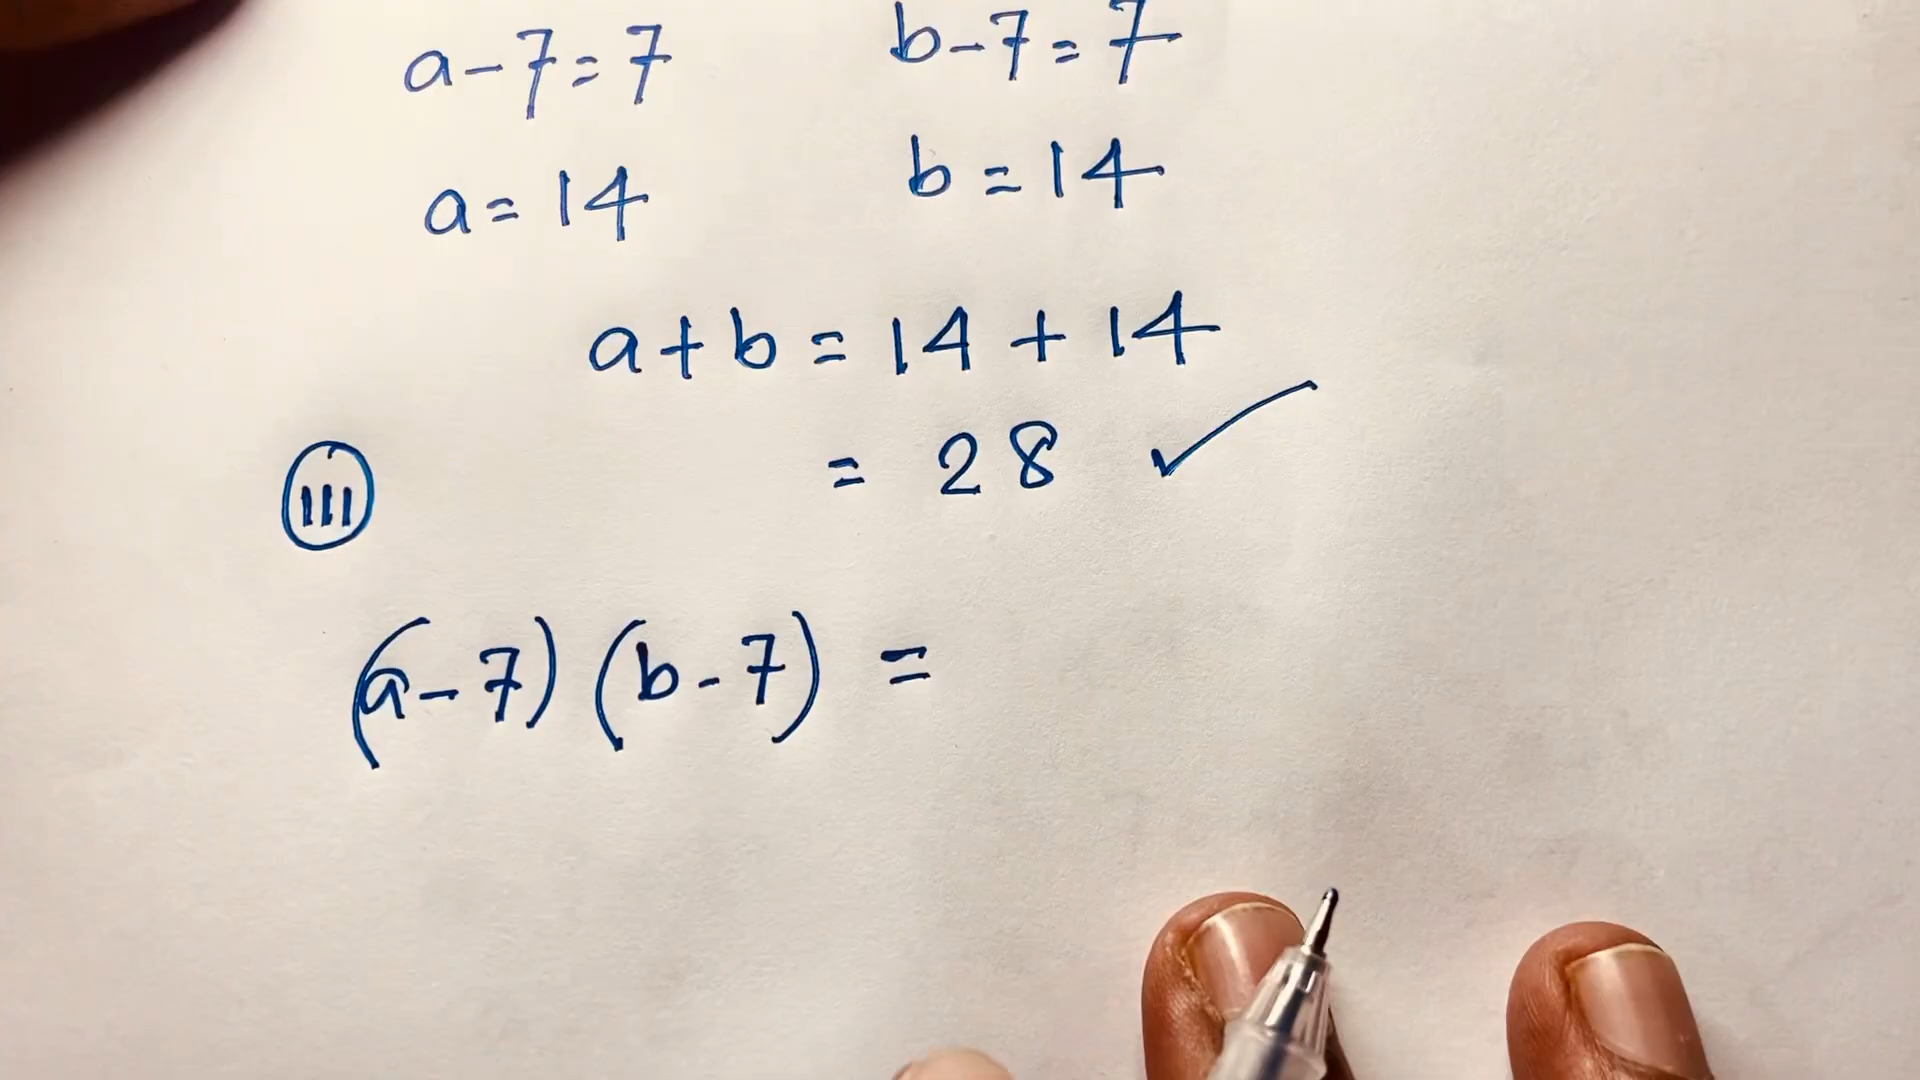 a-7=7 b-7=7
a=14 b=14
a+b=14+14
= 28 ✓
III
(a-7)(b-7) =